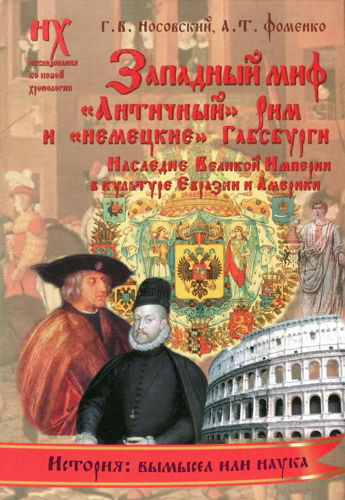 Г. В. Носовский, А. Т. Фоменко
НХ
исследования
по новой
хронологии
Западный миф
«Античный» Рим
и «немецкие» Габсбурги
Наследие Великой Империи
в культуре Евразии и Америки
История: вымысел или наука